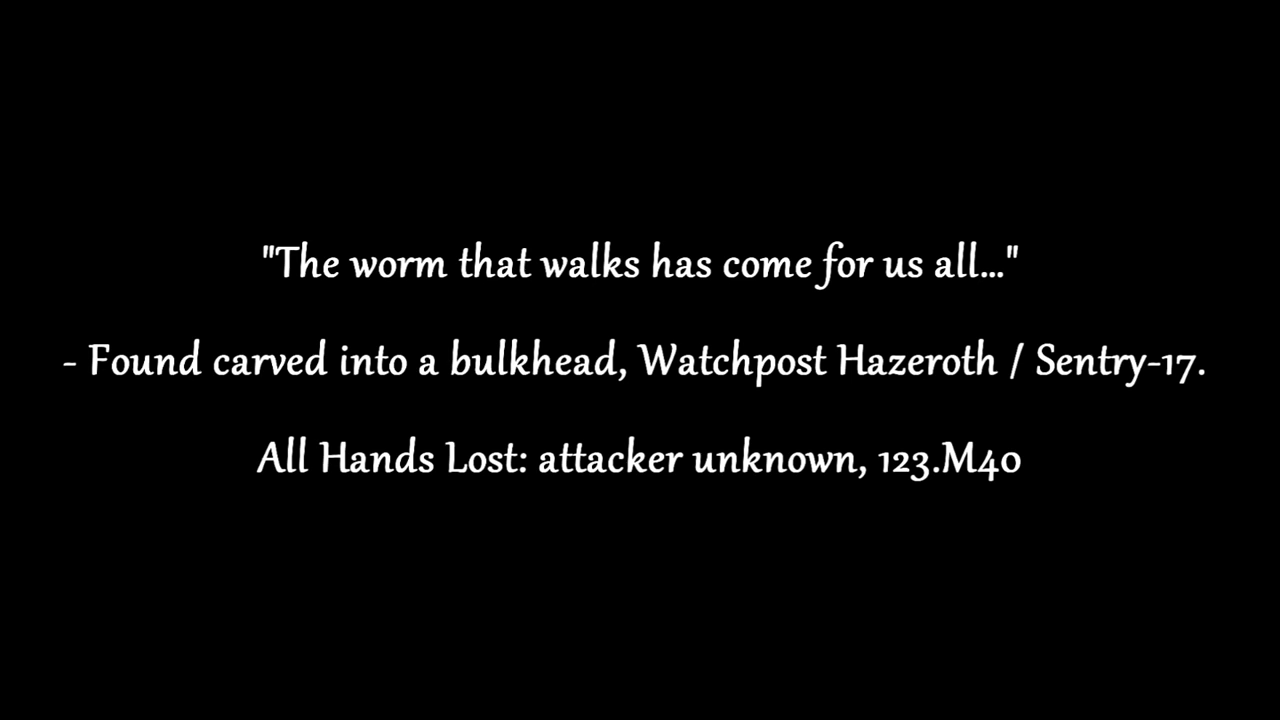 "The worm that walks has come for us all..."
- Found carved into a bulkhead, Watchpost Hazeroth / Sentry-17.
All Hands Lost: attacker unknown, 123.M40